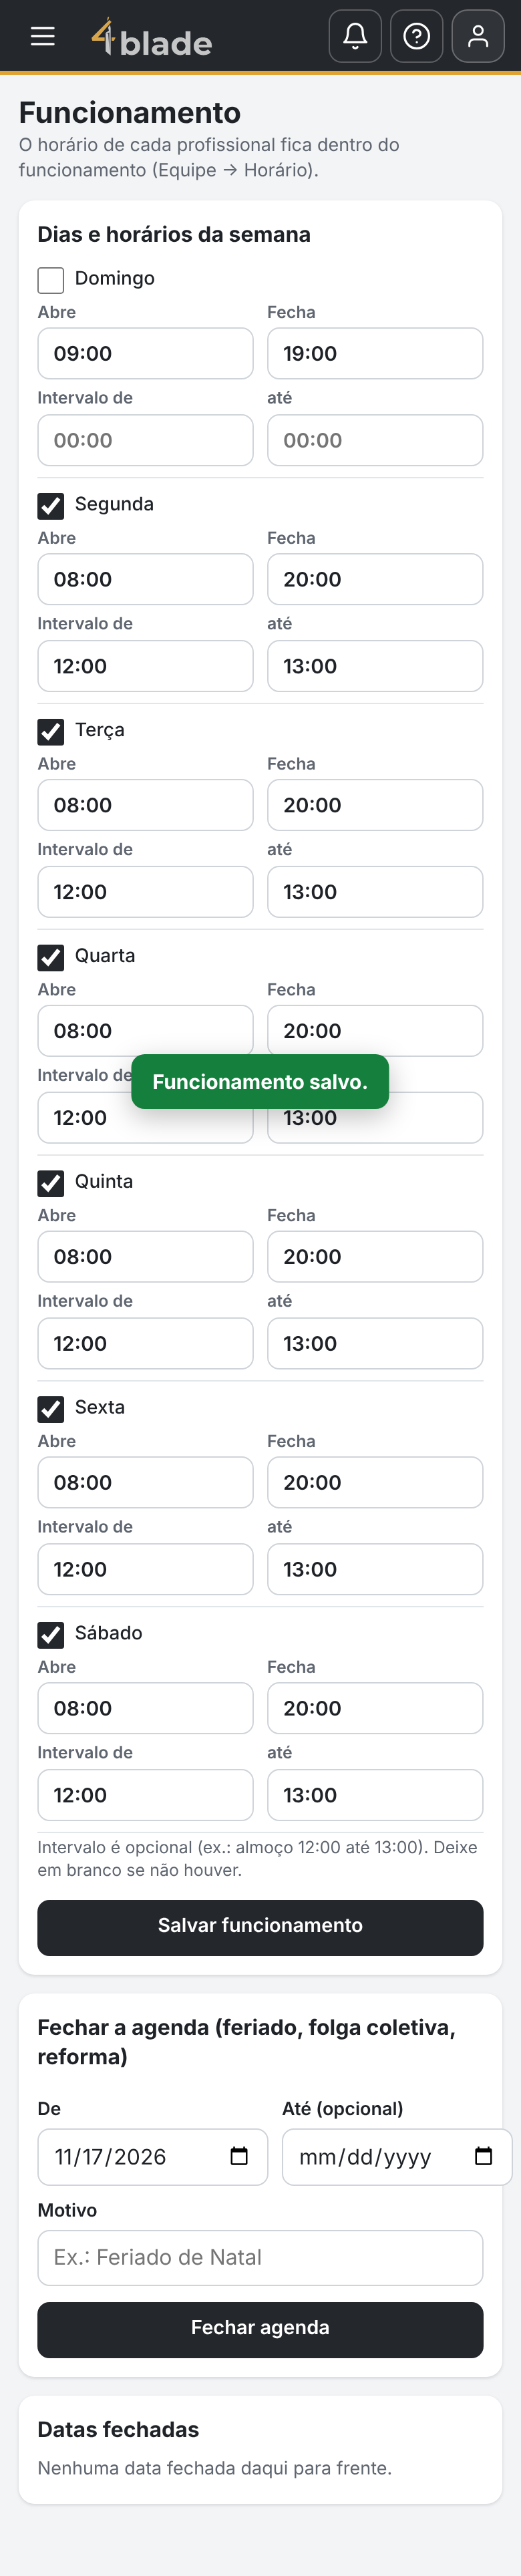 4blade
Funcionamento
O horário de cada profissional fica dentro do
funcionamento (Equipe → Horário).
Dias e horários da semana
Domingo
Abre Fecha
09:00 19:00
Intervalo de até
00:00 00:00
Segunda
Abre Fecha
08:00 20:00
Intervalo de até
12:00 13:00
Terça
Abre Fecha
08:00 20:00
Intervalo de até
12:00 13:00
Quarta
Abre Fecha
08:00 20:00
Intervalo de
Funcionamento salvo.
12:00 13:00
Quinta
Abre Fecha
08:00 20:00
Intervalo de até
12:00 13:00
Sexta
Abre Fecha
08:00 20:00
Intervalo de até
12:00 13:00
Sábado
Abre Fecha
08:00 20:00
Intervalo de até
12:00 13:00
Intervalo é opcional (ex.: almoço 12:00 até 13:00). Deixe
em branco se não houver.
Salvar funcionamento
Fechar a agenda (feriado, folga coletiva,
reforma)
De Até (opcional)
11/17/2026 mm/dd/yyyy
Motivo
Ex.: Feriado de Natal
Fechar agenda
Datas fechadas
Nenhuma data fechada daqui para frente.